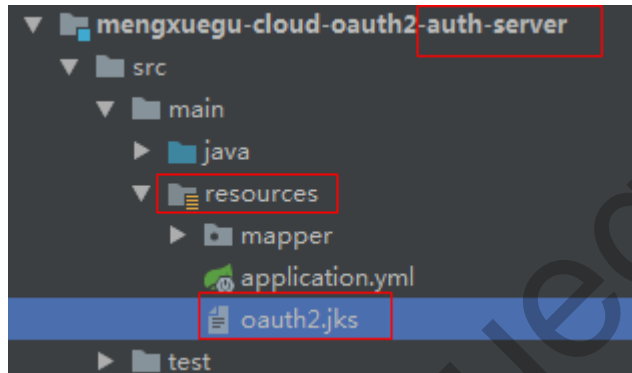 mengxuegu-cloud-oauth2-auth-server
src
main
java
resources
mapper
application.yml
oauth2.jks
test